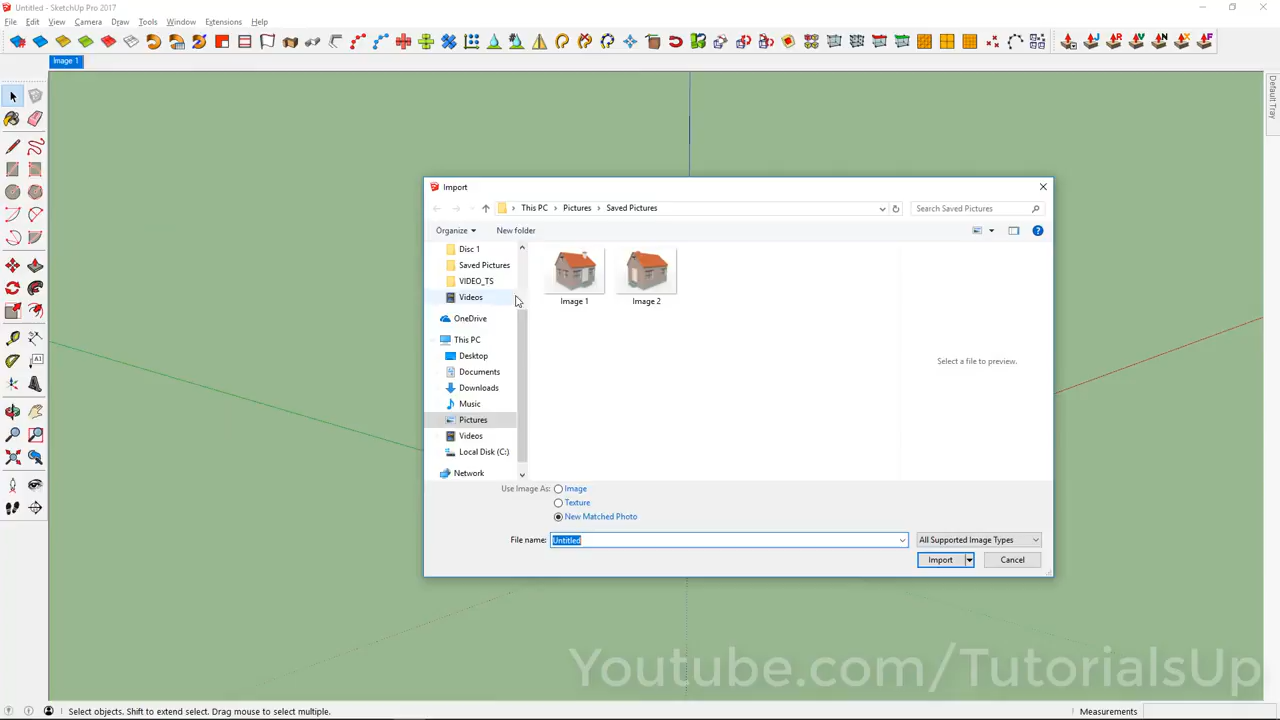 Untitled - SketchUp Pro 2017
File Edit View Camera Draw Tools Window Extensions Help
Image 1
Default Tray
Import
This PC > Pictures > Saved Pictures
Search Saved Pictures
Organize
New folder
Disc 1
Saved Pictures
VIDEO_TS
Videos
OneDrive
This PC
Desktop
Documents
Downloads
Music
Pictures
Videos
Local Disk (C:)
Network
Image 1
Image 2
Select a file to preview.
Use Image As: Image
Texture
New Matched Photo
File name: Untitled
All Supported Image Types
Import
Cancel
Youtube.com/TutorialsUp
Select objects. Shift to extend select. Drag mouse to select multiple.
Measurements